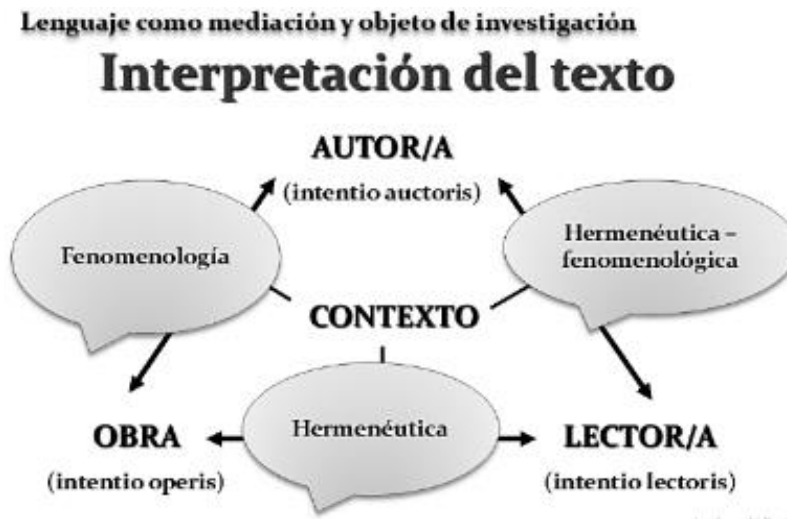 Lenguaje como mediación y objeto de investigación
Interpretación del texto
AUTOR/A
(intentio auctoris)
Fenomenología
Hermenéutica –
fenomenológica
CONTEXTO
OBRA
(intentio operis)
Hermenéutica
LECTOR/A
(intentio lectoris)